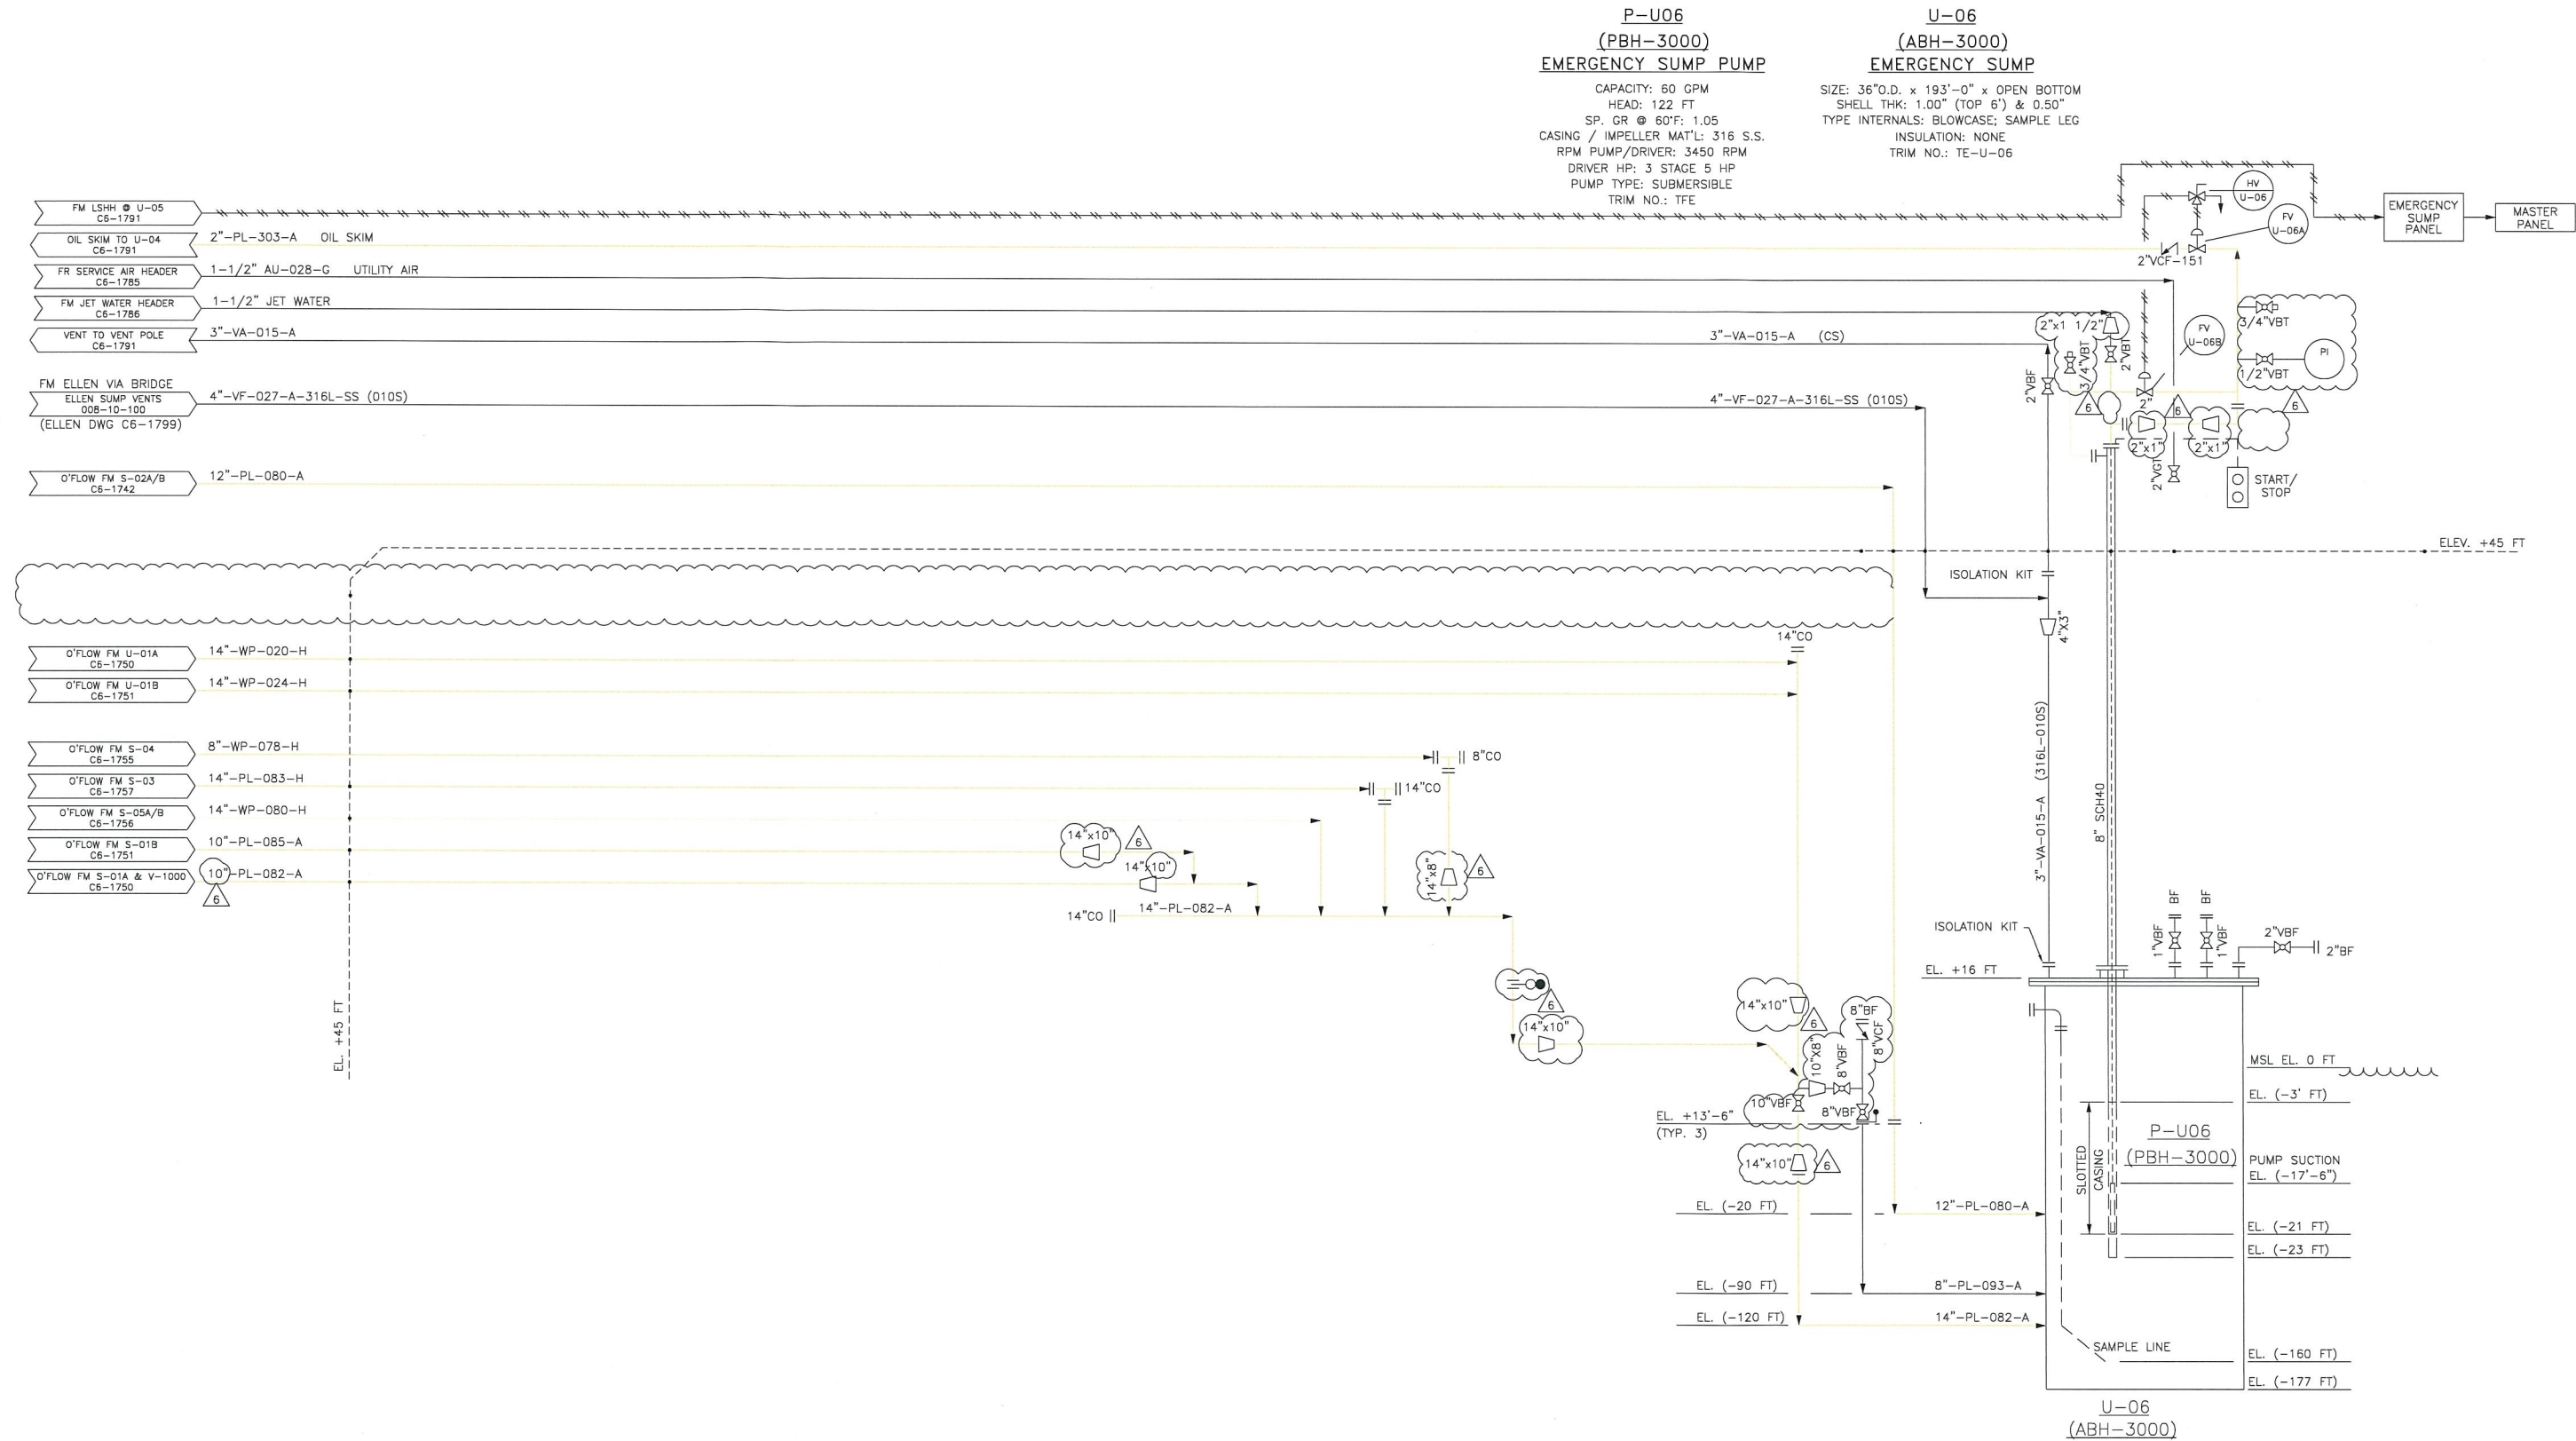 P-U06
(PBH-3000)
EMERGENCY SUMP PUMP
CAPACITY: 60 GPM
HEAD: 122 FT
SP. GR @ 60°F: 1.05
CASING / IMPELLER MAT'L: 316 S.S.
RPM PUMP/DRIVER: 3450 RPM
DRIVER HP: 3 STAGE 5 HP
PUMP TYPE: SUBMERSIBLE
TRIM NO.: TFE
U-06
(ABH-3000)
EMERGENCY SUMP
SIZE: 36"O.D. x 193'-0" x OPEN BOTTOM
SHELL THK: 1.00" (TOP 6') & 0.50"
TYPE INTERNALS: BLOWCASE; SAMPLE LEG
INSULATION: NONE
TRIM NO.: TE-U-06
FM LSHH @ U-05
C6-1791
HV
U-06
FV
U-06A
EMERGENCY
SUMP
PANEL
MASTER
PANEL
OIL SKIM TO U-04
C6-1791
2"-PL-303-A OIL SKIM
2"VCF-151
FR SERVICE AIR HEADER
C6-1785
1-1/2" AU-028-G UTILITY AIR
FM JET WATER HEADER
C6-1786
1-1/2" JET WATER
VENT TO VENT POLE
C6-1791
3"-VA-015-A
3"-VA-015-A (CS)
2"x1 1/2"
3/4"VBT
2"VBT
2"VBF
FV
U-06B
3/4"VBT
PI
1/2"VBT
FM ELLEN VIA BRIDGE
ELLEN SUMP VENTS
008-10-100
(ELLEN DWG C6-1799)
4"-VF-027-A-316L-SS (010S)
4"-VF-027-A-316L-SS (010S)
6
2"
6
6
2"x1"
2"x1"
2"VGT
START/
STOP
O'FLOW FM S-02A/B
C6-1742
12"-PL-080-A
ELEV. +45 FT
ISOLATION KIT
4"X3"
14"CO
O'FLOW FM U-01A
C6-1750
14"-WP-020-H
O'FLOW FM U-01B
C6-1751
14"-WP-024-H
3"-VA-015-A (316L-010S)
8" SCH40
O'FLOW FM S-04
C6-1755
8"-WP-078-H
8"CO
O'FLOW FM S-03
C6-1757
14"-PL-083-H
14"CO
O'FLOW FM S-05A/B
C6-1756
14"-WP-080-H
O'FLOW FM S-01B
C6-1751
10"-PL-085-A
14"x10"
6
O'FLOW FM S-01A & V-1000
C6-1750
10"-PL-082-A
6
14"x10"
14"x8"
6
14"CO
14"-PL-082-A
EL. +45 FT
6
14"x10"
14"x10"
6
8"BF
8"VCF
10"X8"
8"VBF
10"VBF
8"VBF
EL. +13'-6"
(TYP. 3)
14"x10"
6
ISOLATION KIT
EL. +16 FT
1"VBF
BF
1"VBF
BF
2"VBF
2"BF
MSL EL. 0 FT
EL. (-3' FT)
P-U06
(PBH-3000)
SLOTTED
CASING
PUMP SUCTION
EL. (-17'-6")
EL. (-20 FT)
12"-PL-080-A
EL. (-21 FT)
EL. (-23 FT)
EL. (-90 FT)
8"-PL-093-A
EL. (-120 FT)
14"-PL-082-A
SAMPLE LINE
EL. (-160 FT)
EL. (-177 FT)
U-06
(ABH-3000)